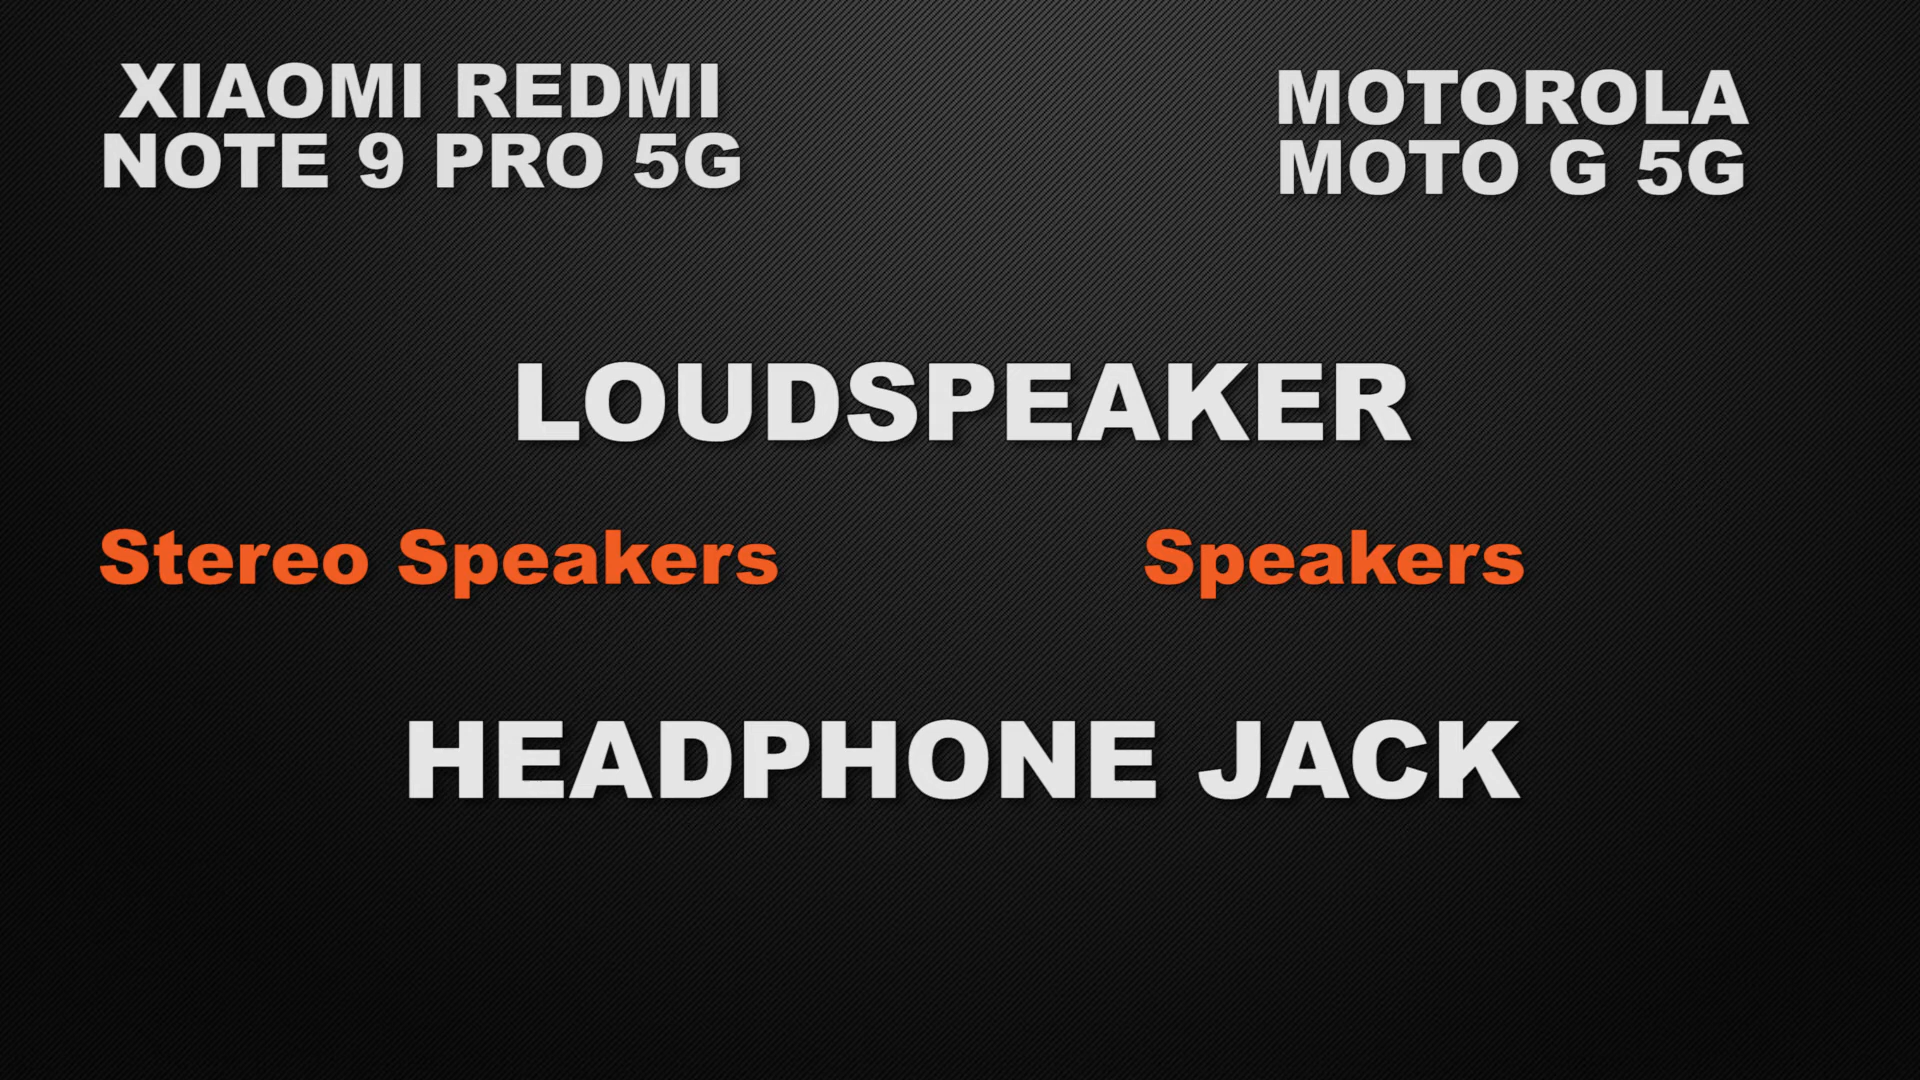 XIAOMI REDMI
NOTE 9 PRO 5G
MOTOROLA
MOTO G 5G
LOUDSPEAKER
Stereo Speakers
Speakers
HEADPHONE JACK